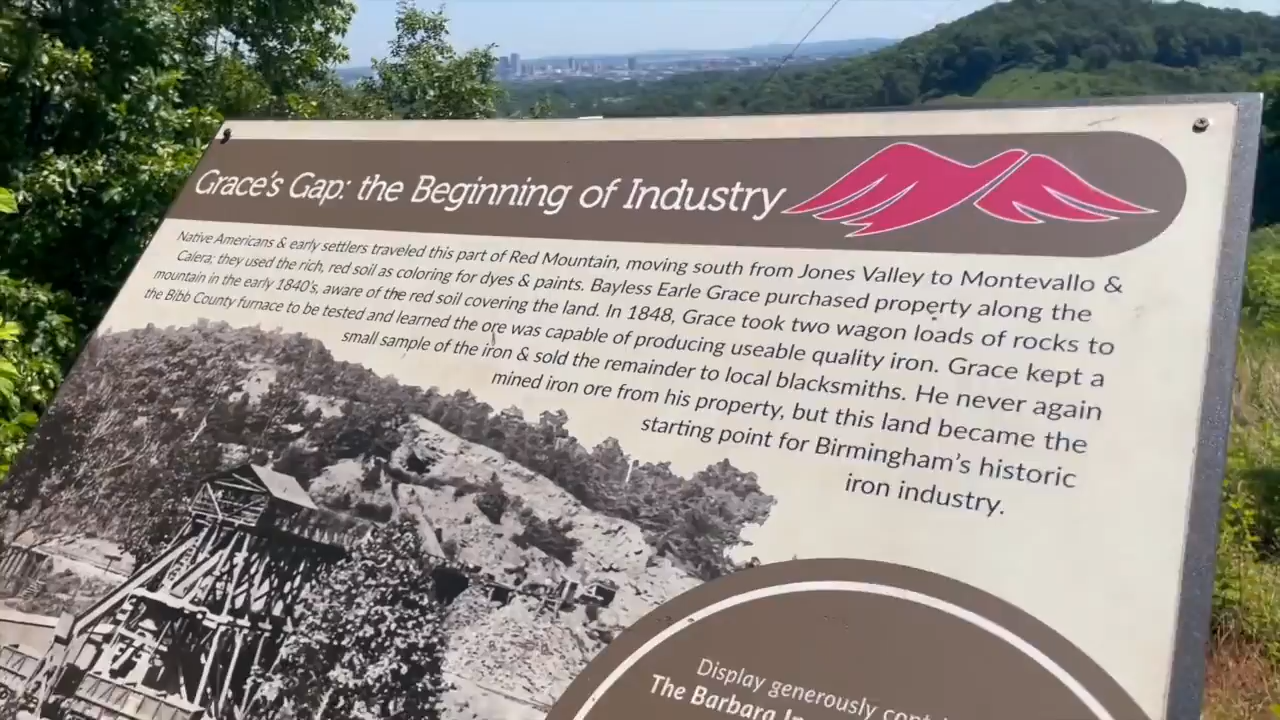 Grace's Gap: the Beginning of Industry
Native Americans & early settlers traveled this part of Red Mountain, moving south from Jones Valley to Montevallo &
Calera; they used the rich, red soil as coloring for dyes & paints. Bayless Earle Grace purchased property along the
mountain in the early 1840's, aware of the red soil covering the land. In 1848, Grace took two wagon loads of rocks to
the Bibb County furnace to be tested and learned the ore was capable of producing useable quality iron. Grace kept a
small sample of the iron & sold the remainder to local blacksmiths. He never again
mined iron ore from his property, but this land became the
starting point for Birmingham's historic
iron industry.
Display generously
The Barbara